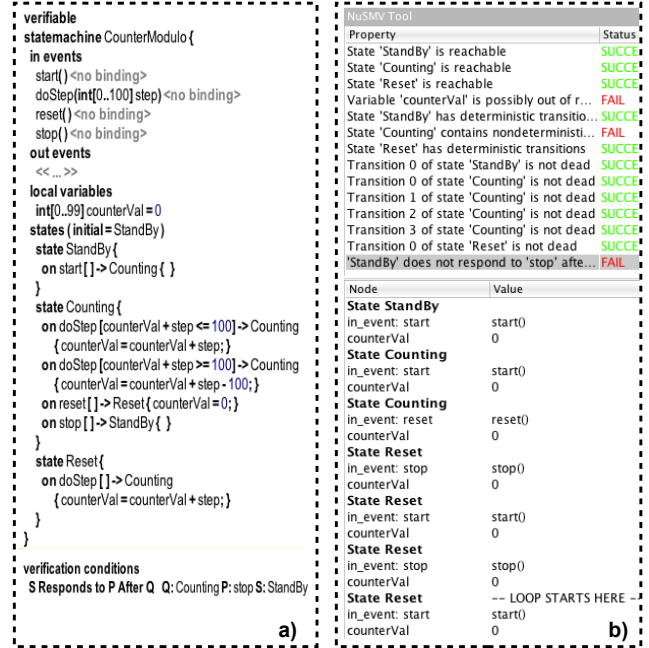 verifiable
statemachine CounterModulo {
in events
start() <no binding>
doStep(int[0..100] step) <no binding>
reset() <no binding>
stop() <no binding>
out events
<< ... >>
local variables
int[0..99] counterVal = 0
states ( initial = StandBy )
state StandBy {
on start [ ] -> Counting { }
}
state Counting {
on doStep [counterVal + step <= 100] -> Counting
{ counterVal = counterVal + step; }
on doStep [counterVal + step >= 100] -> Counting
{ counterVal = counterVal + step - 100; }
on reset [ ] -> Reset { counterVal = 0; }
on stop [ ] -> StandBy { }
}
state Reset {
on doStep [ ] -> Counting
{ counterVal = counterVal + step; }
}
}
verification conditions
S Responds to P After Q Q: Counting P: stop S: StandBy
a)
NuSMV Tool
Property Status
State 'StandBy' is reachable SUCCE
State 'Counting' is reachable SUCCE
State 'Reset' is reachable SUCCE
Variable 'counterVal' is possibly out of r... FAIL
State 'StandBy' has deterministic transitio... SUCCE
State 'Counting' contains nondeterministi... FAIL
State 'Reset' has deterministic transitions SUCCE
Transition 0 of state 'StandBy' is not dead SUCCE
Transition 0 of state 'Counting' is not dead SUCCE
Transition 1 of state 'Counting' is not dead SUCCE
Transition 2 of state 'Counting' is not dead SUCCE
Transition 3 of state 'Counting' is not dead SUCCE
Transition 0 of state 'Reset' is not dead SUCCE
'StandBy' does not respond to 'stop' afte... FAIL
Node Value
State StandBy
in_event: start start()
counterVal 0
State Counting
in_event: start start()
counterVal 0
State Counting
in_event: reset reset()
counterVal 0
State Reset
in_event: stop stop()
counterVal 0
State Reset
in_event: start start()
counterVal 0
State Reset
in_event: stop stop()
counterVal 0
State Reset -- LOOP STARTS HERE -
in_event: start start()
counterVal 0
b)